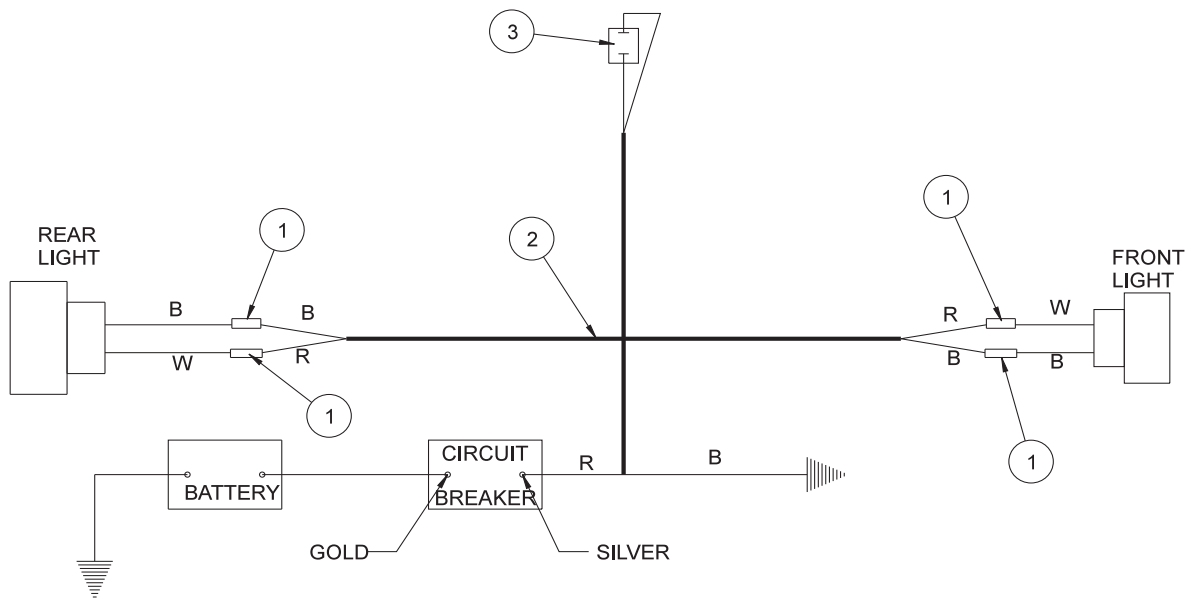 3
1
1
REAR
LIGHT
2
FRONT
LIGHT
B
B
R
W
W
R
B
B
1
1
CIRCUIT
R
B
BATTERY
BREAKER
GOLD
SILVER